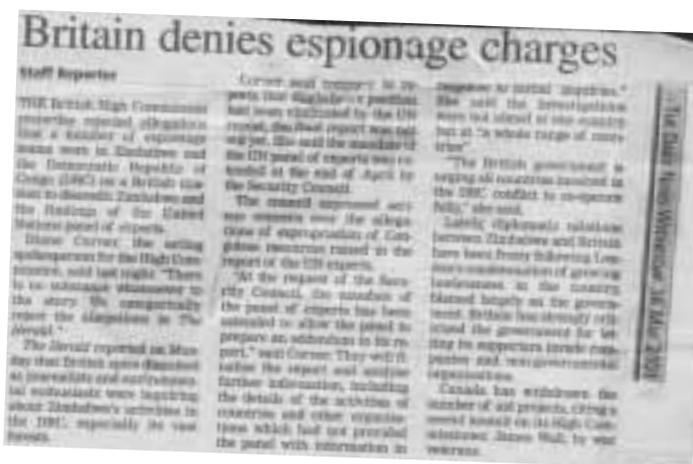 Britain denies espionage charges
Staff Reporter
THE British High Commission
yesterday rejected allegations
that a number of espionage
teams were in Zimbabwe and
the Democratic Republic of
Congo (DRC) on a British
to discredit Zimbabwe and
the findings of the United
Nations panel of experts.
Diane Corner, the acting
spokesperson for the High Com-
mission, said last night: "There
is no substance whatsoever to
the story. We categorically
reject the allegations in The
Herald."
The Herald reported on Mon-
day that British spies disguised
as journalists and environmen-
tal enthusiasts were inquiring
about Zimbabwe's activities in
the DRC, especially its vast
forests.
Corner said contrary to re-
ports that
has been by the UN
report, the final report was not
out yet. She said the mandate of
the UN panel of experts was ex-
tended at the end of April by
the Security Council.
The council expressed seri-
ous concern over the allega-
tions of expropriation of Con-
golese resources raised in the
report of the UN experts.
"At the request of the Secu-
rity Council, the mandate of
the panel of experts has been
extended to allow the panel to
prepare an addendum to its re-
port," said Corner. They will fi-
nalise the report and analyse
further information, including
the details of the activities of
countries and other organisa-
tions which had not provided
the panel with information in
response to initial inquiries."
She said the investigations
were not aimed at one country
but at "a whole range of coun-
tries".
"The British government is
urging all countries involved in
the DRC conflict to co-operate
fully," she said.
Lately, diplomatic relations
between Zimbabwe and Britain
have been frosty following Lon-
don's condemnation of growing
lawlessness in the country
blamed largely on the govern-
ment. Britain has strongly criti-
cised the government for let-
ting its supporters invade com-
panies and non-governmental
organisations.
Canada has withdrawn the
number of aid projects, citing a
recent assault on its High Com-
missioner, James Wall, by war
veterans.
The Daily News Wednesday